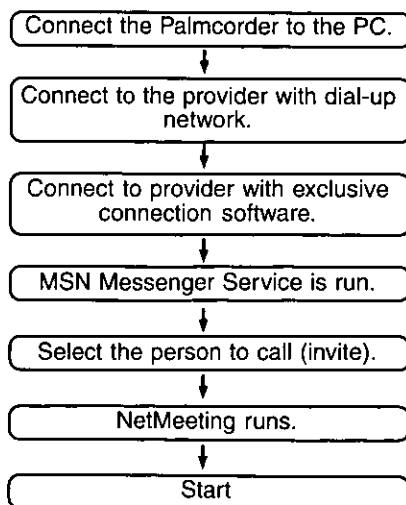 Connect the Palmcorder to the PC.
Connect to the provider with dial-up
network.
Connect to provider with exclusive
connection software.
MSN Messenger Service is run.
Select the person to call (invite).
NetMeeting runs.
Start